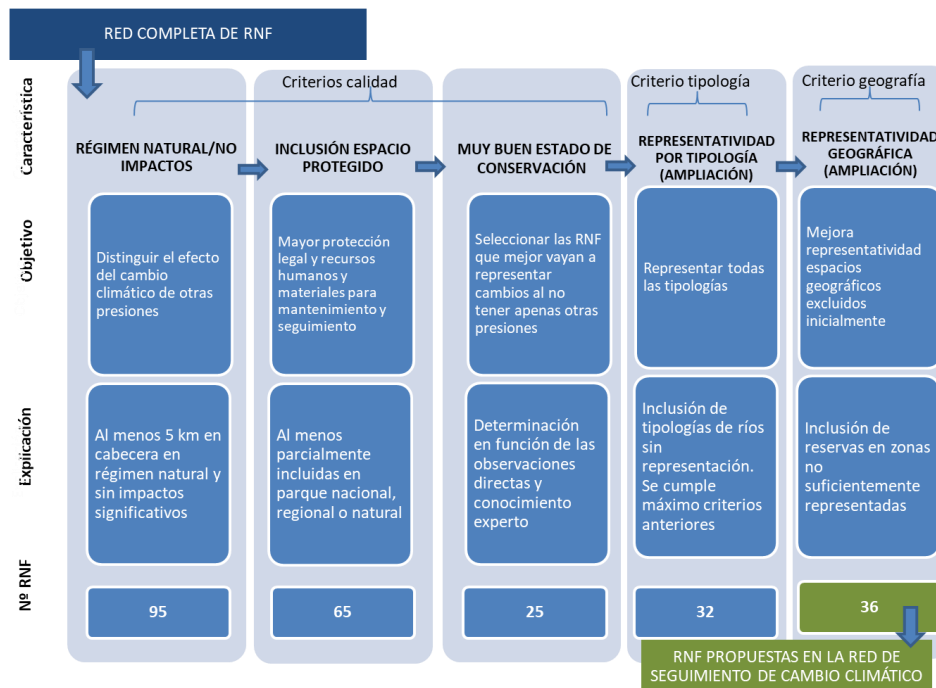 RED COMPLETA DE RNF
Característica
Criterios calidad
Criterio tipología
Criterio geografía
RÉGIMEN NATURAL/NO
IMPACTOS
INCLUSIÓN ESPACIO
PROTEGIDO
MUY BUEN ESTADO DE
CONSERVACIÓN
REPRESENTATIVIDAD
POR TIPOLOGÍA
(AMPLIACIÓN)
REPRESENTATIVIDAD
GEOGRÁFICA
(AMPLIACIÓN)
Objetivo
Distinguir el efecto
del cambio
climático de otras
presiones
Mayor protección
legal y recursos
humanos y
materiales para
mantenimiento y
seguimiento
Seleccionar las RNF
que mejor vayan a
representar
cambios al no
tener apenas otras
presiones
Representar todas
las tipologías
Mejora
representatividad
espacios
geográficos
excluidos
inicialmente
Explicación
Al menos 5 km en
cabecera en
régimen natural y
sin impactos
significativos
Al menos
parcialmente
incluidas en
parque nacional,
regional o natural
Determinación
en función de las
observaciones
directas y
conocimiento
experto
Inclusión de
tipologías de ríos
sin
representación.
Se cumple
máximo criterios
anteriores
Inclusión de
reservas en zonas
no
suficientemente
representadas
Nº RNF
95
65
25
32
36
RNF PROPUESTAS EN LA RED DE
SEGUIMIENTO DE CAMBIO CLIMÁTICO